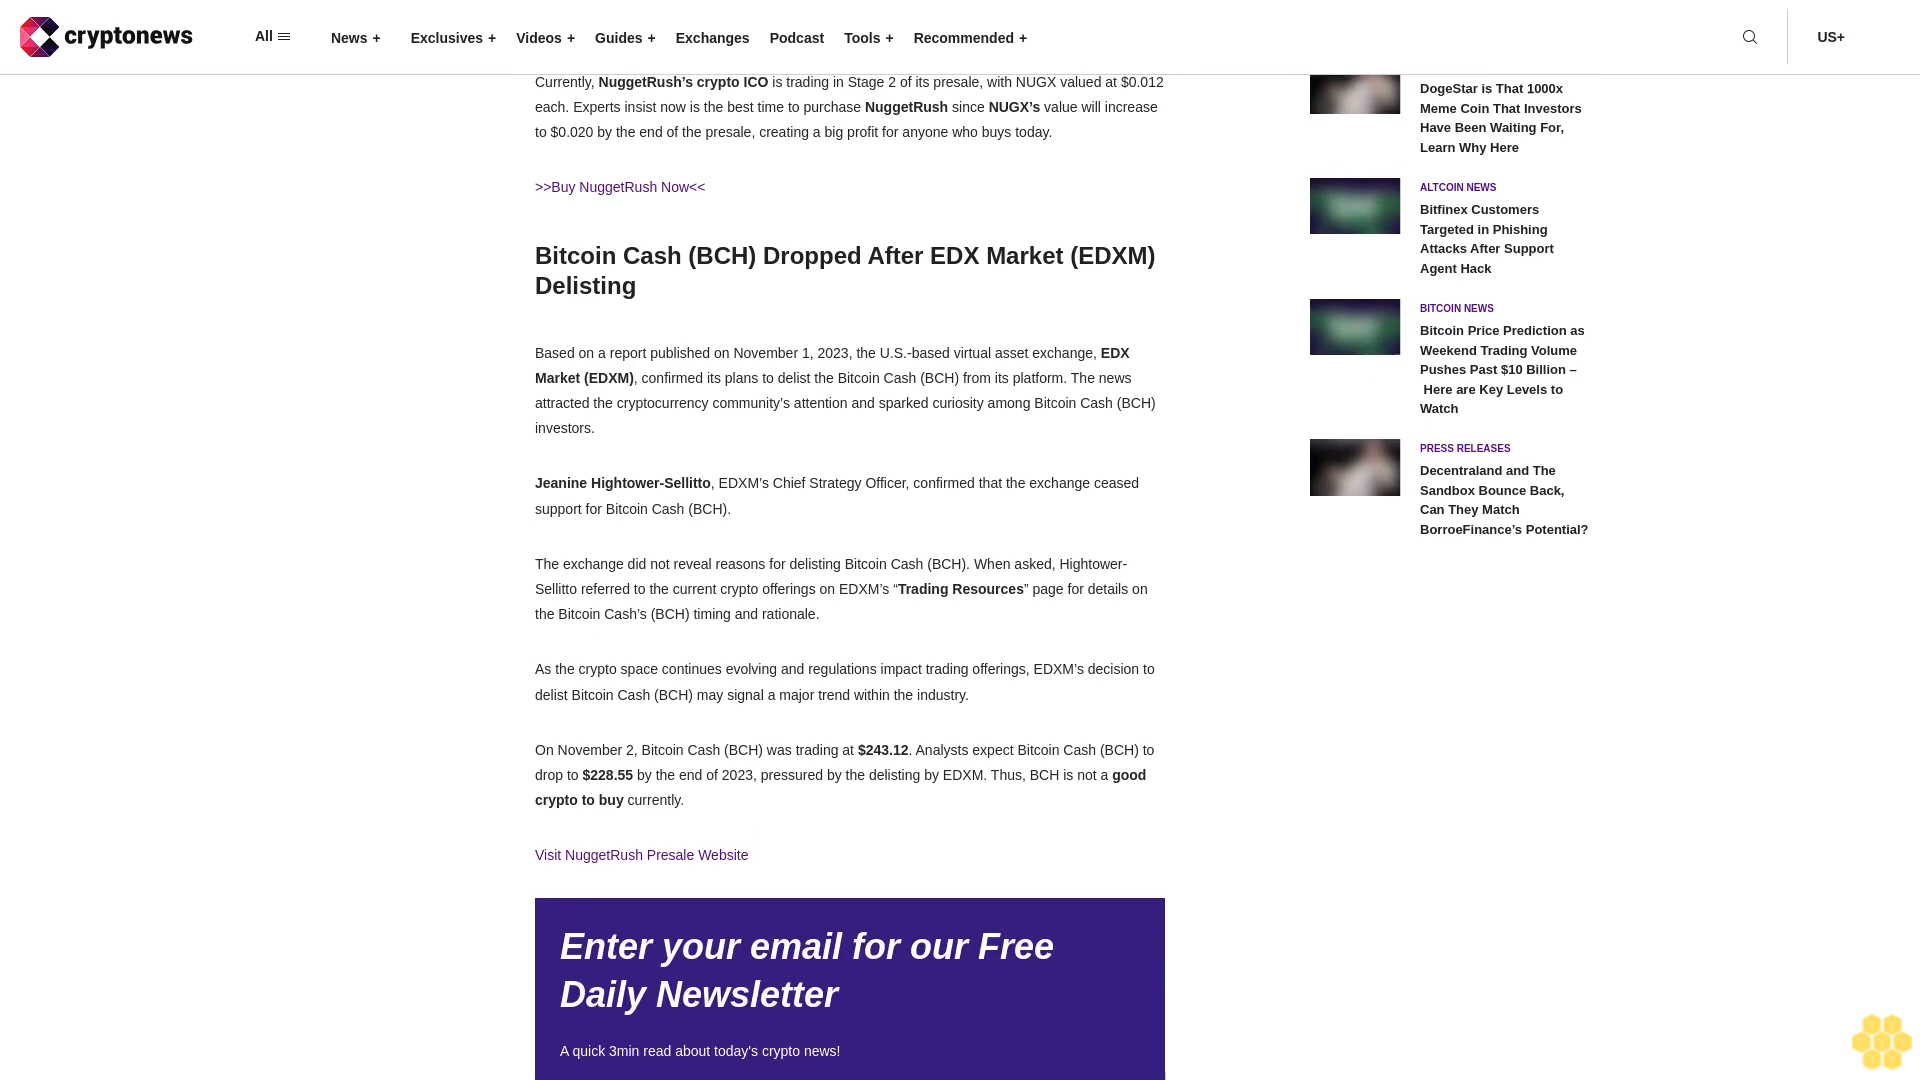 cryptonews
All
News +
Exclusives +
Videos +
Guides +
Exchanges
Podcast
Tools +
Recommended +
US+
Currently, NuggetRush’s crypto ICO is trading in Stage 2 of its presale, with NUGX valued at $0.012
each. Experts insist now is the best time to purchase NuggetRush since NUGX’s value will increase
to $0.020 by the end of the presale, creating a big profit for anyone who buys today.
>>Buy NuggetRush Now<<
Bitcoin Cash (BCH) Dropped After EDX Market (EDXM)
Delisting
Based on a report published on November 1, 2023, the U.S.-based virtual asset exchange, EDX
Market (EDXM), confirmed its plans to delist the Bitcoin Cash (BCH) from its platform. The news
attracted the cryptocurrency community’s attention and sparked curiosity among Bitcoin Cash (BCH)
investors.
Jeanine Hightower-Sellitto, EDXM’s Chief Strategy Officer, confirmed that the exchange ceased
support for Bitcoin Cash (BCH).
The exchange did not reveal reasons for delisting Bitcoin Cash (BCH). When asked, Hightower-
Sellitto referred to the current crypto offerings on EDXM’s “Trading Resources” page for details on
the Bitcoin Cash’s (BCH) timing and rationale.
As the crypto space continues evolving and regulations impact trading offerings, EDXM’s decision to
delist Bitcoin Cash (BCH) may signal a major trend within the industry.
On November 2, Bitcoin Cash (BCH) was trading at $243.12. Analysts expect Bitcoin Cash (BCH) to
drop to $228.55 by the end of 2023, pressured by the delisting by EDXM. Thus, BCH is not a good
crypto to buy currently.
Visit NuggetRush Presale Website
Enter your email for our Free
Daily Newsletter
A quick 3min read about today's crypto news!
DogeStar is That 1000x
Meme Coin That Investors
Have Been Waiting For,
Learn Why Here
ALTCOIN NEWS
Bitfinex Customers
Targeted in Phishing
Attacks After Support
Agent Hack
BITCOIN NEWS
Bitcoin Price Prediction as
Weekend Trading Volume
Pushes Past $10 Billion –
Here are Key Levels to
Watch
PRESS RELEASES
Decentraland and The
Sandbox Bounce Back,
Can They Match
BorroeFinance’s Potential?